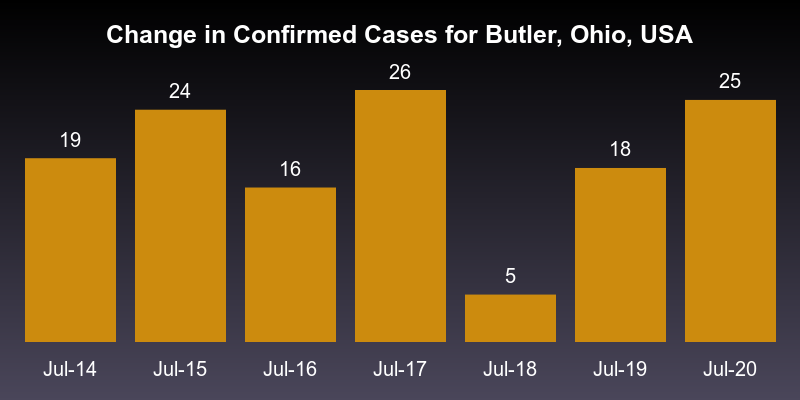 Change in Confirmed Cases for Butler, Ohio, USA
19 24 16 26 5 18 25
Jul-14 Jul-15 Jul-16 Jul-17 Jul-18 Jul-19 Jul-20